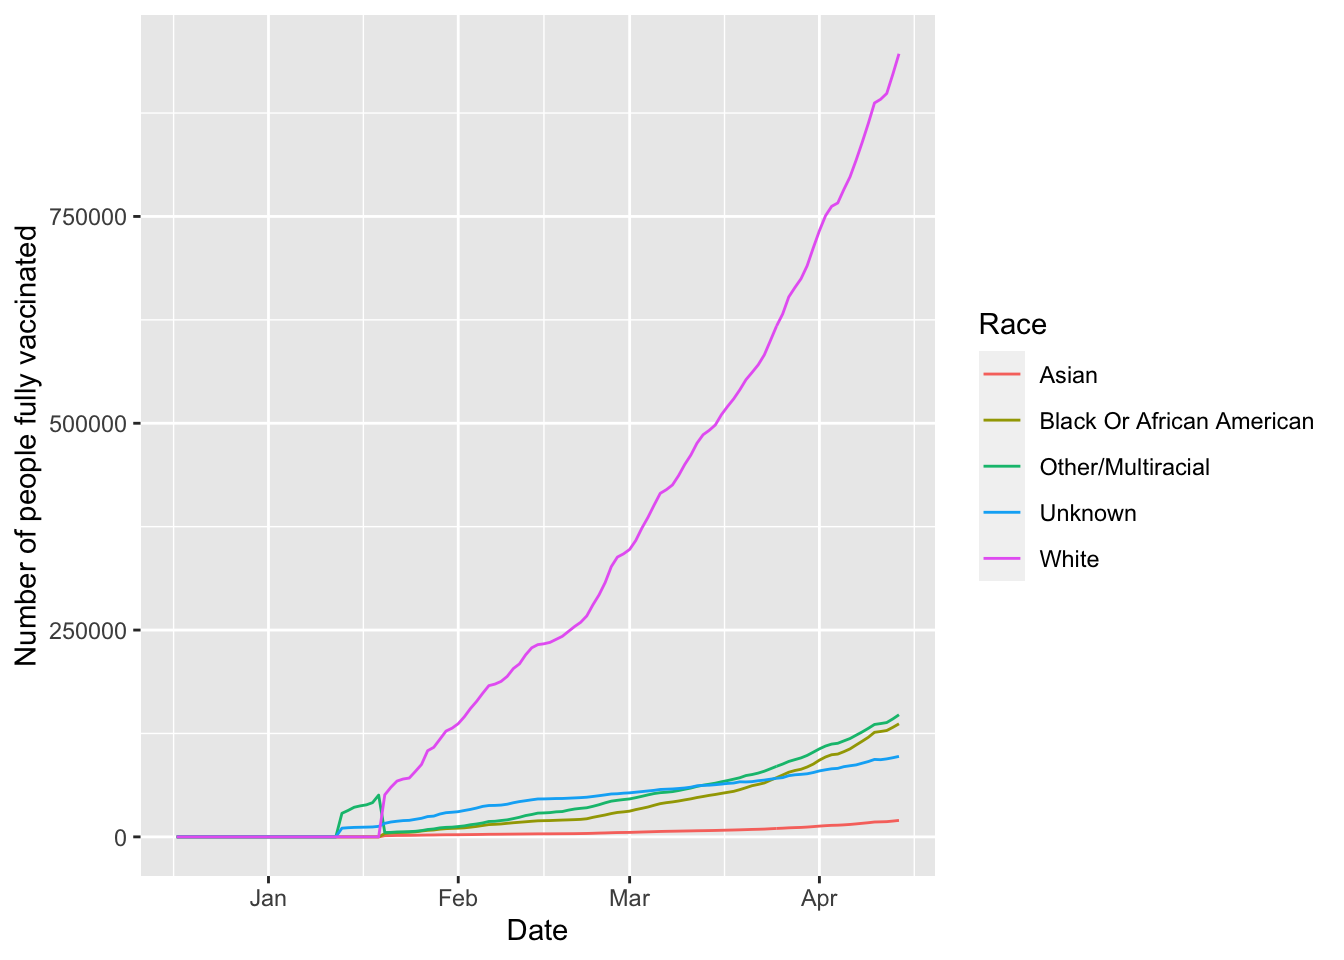 Number of people fully vaccinated
750000
500000
250000
0
Jan
Feb
Mar
Apr
Date
Race
Asian
Black Or African American
Other/Multiracial
Unknown
White